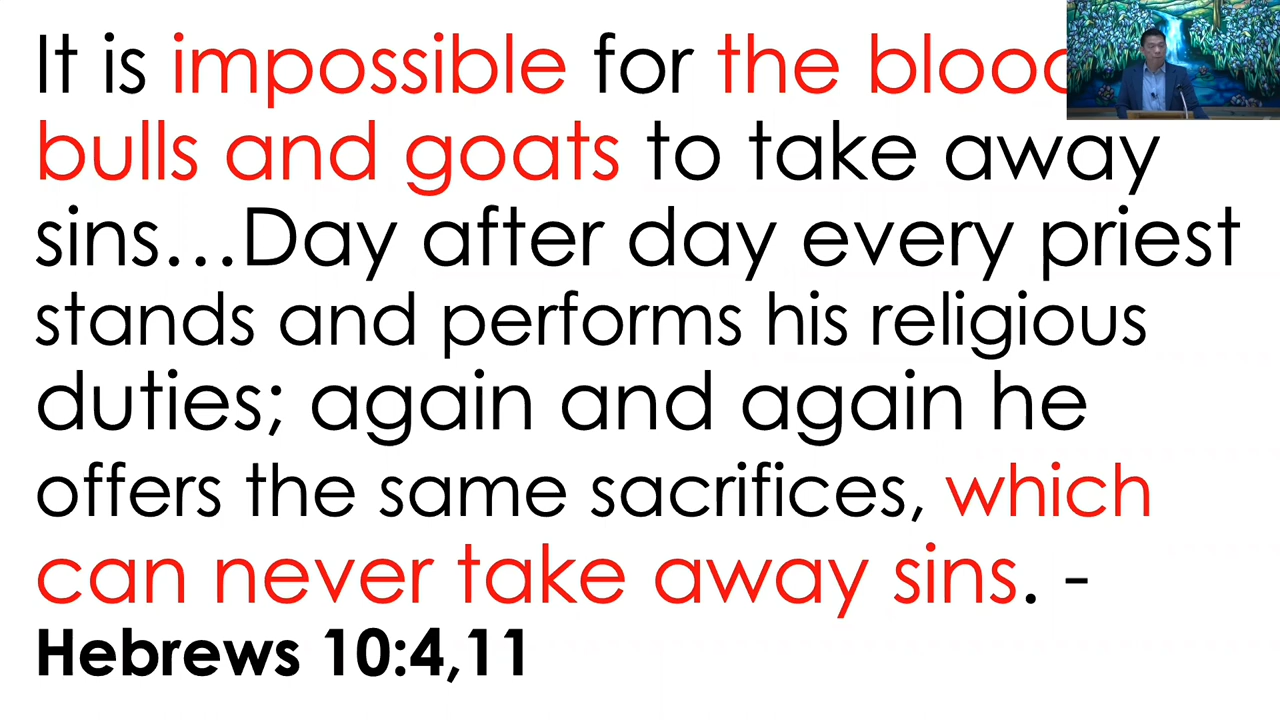 It is impossible for the
bulls and goats to take away
sins...Day after day every priest
stands and performs his religious
duties; again and again he
offers the same sacrifices, which
can never take away sins. -
Hebrews 10:4,11